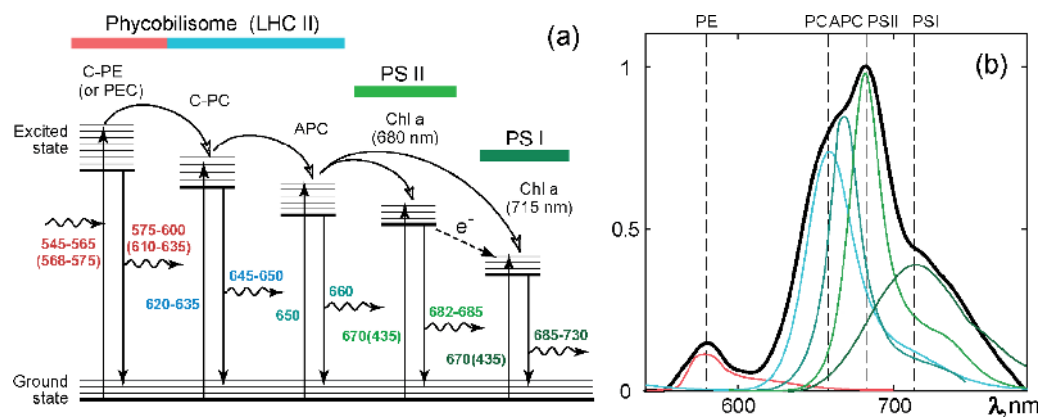 Phycobilisome (LHC II)
(a)
C-PE
(or PEC)
C-PC
APC
PS II
Chl a
(680 nm)
PS I
Chl a
(715 nm)
Excited
state
e⁻
545-565
(568-575)
575-600
(610-635)
620-635
645-650
650
660
670(435)
682-685
670(435)
685-730
Ground
state
PE
PC APC PSII PSI
(b)
1
0.5
0
600
700
λ, nm